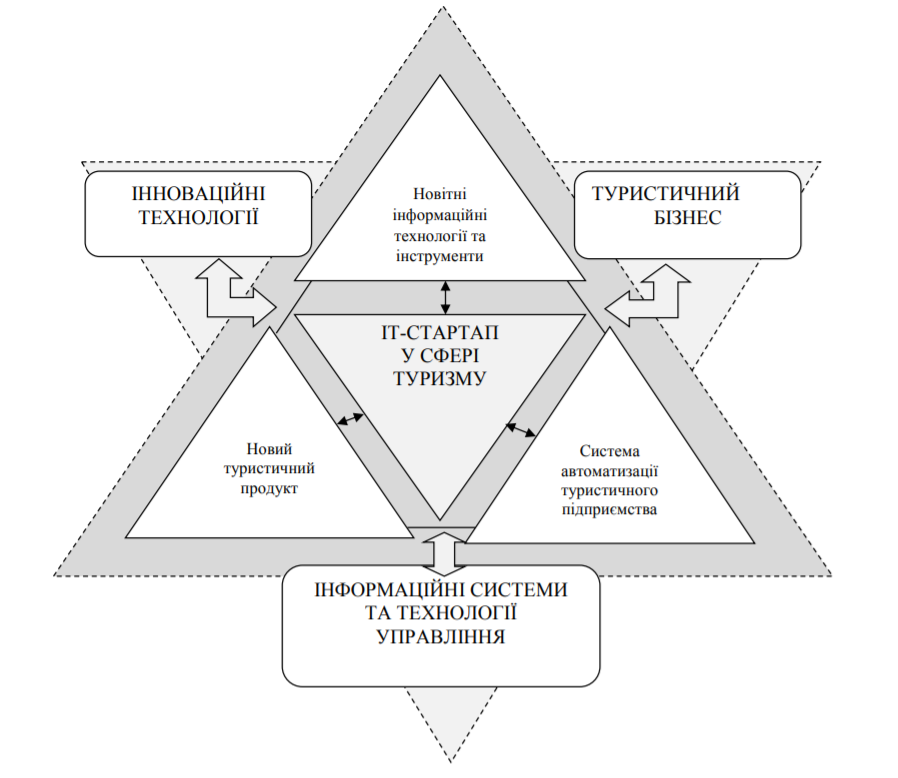 ІННОВАЦІЙНІ
ТЕХНОЛОГІЇ
Новітні
інформаційні
технології та
інструменти
ТУРИСТИЧНИЙ
БІЗНЕС
ІТ-СТАРТАП
У СФЕРІ
ТУРИЗМУ
Новий
туристичний
продукт
Система
автоматизації
туристичного
підприємства
ІНФОРМАЦІЙНІ СИСТЕМИ
ТА ТЕХНОЛОГІЇ
УПРАВЛІННЯ